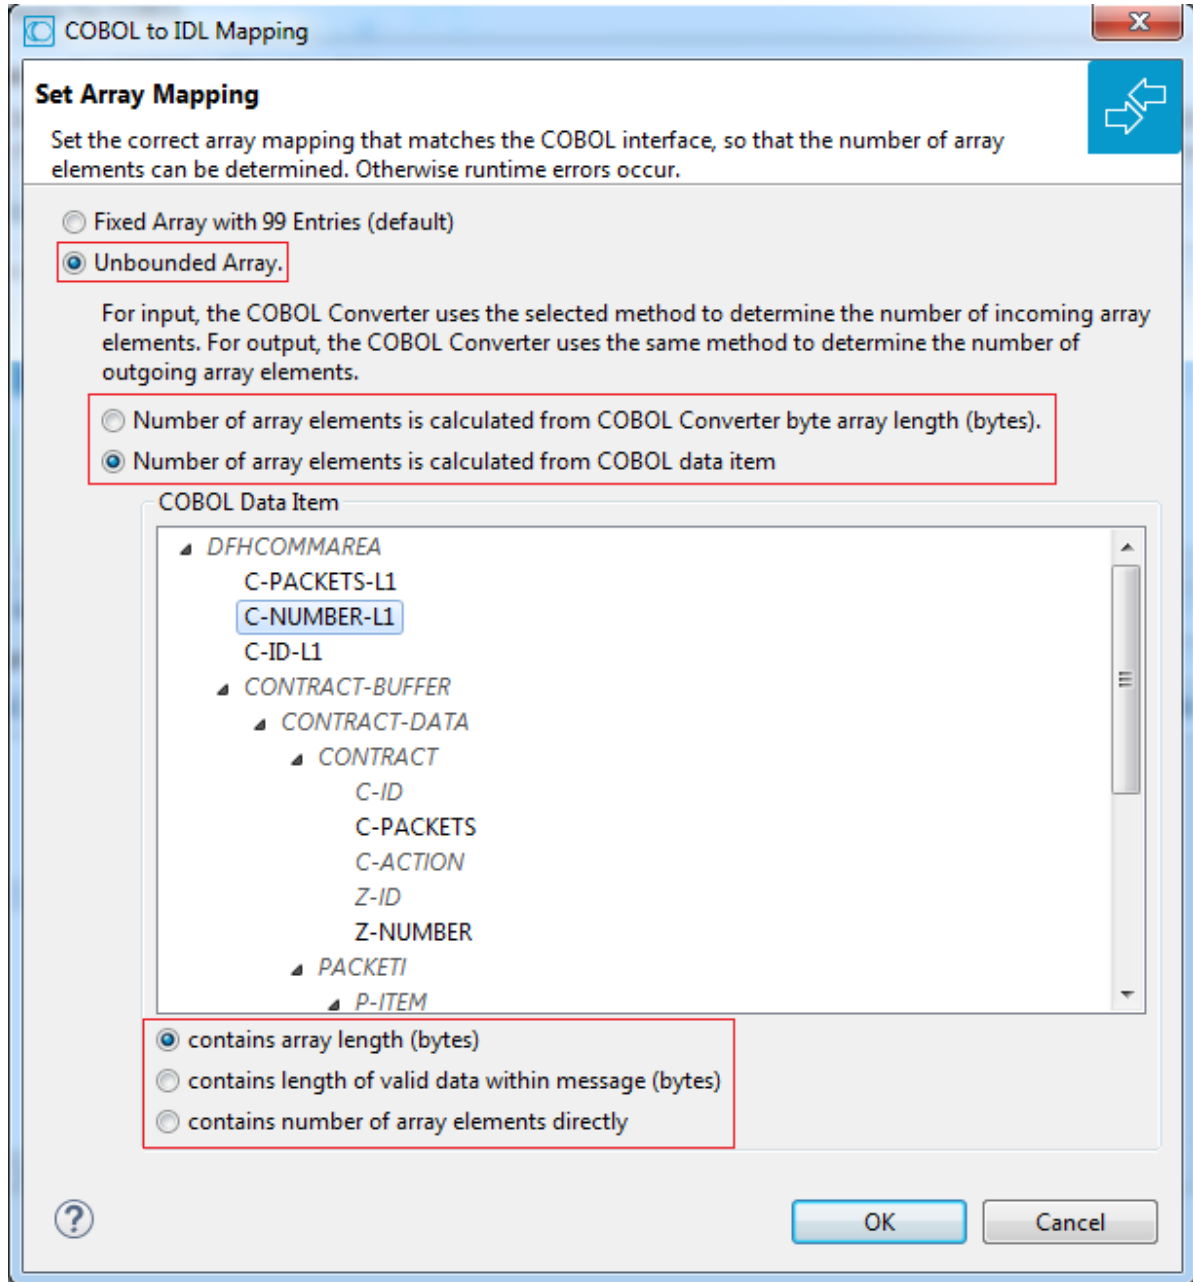 COBOL to IDL Mapping
Set Array Mapping
Set the correct array mapping that matches the COBOL interface, so that the number of array
elements can be determined. Otherwise runtime errors occur.
Fixed Array with 99 Entries (default)
Unbounded Array.
For input, the COBOL Converter uses the selected method to determine the number of incoming array
elements. For output, the COBOL Converter uses the same method to determine the number of
outgoing array elements.
Number of array elements is calculated from COBOL Converter byte array length (bytes).
Number of array elements is calculated from COBOL data item
COBOL Data Item
DFHCOMMAREA
C-PACKETS-L1
C-NUMBER-L1
C-ID-L1
CONTRACT-BUFFER
CONTRACT-DATA
CONTRACT
C-ID
C-PACKETS
C-ACTION
Z-ID
Z-NUMBER
PACKETI
P-ITEM
contains array length (bytes)
contains length of valid data within message (bytes)
contains number of array elements directly
?
OK
Cancel